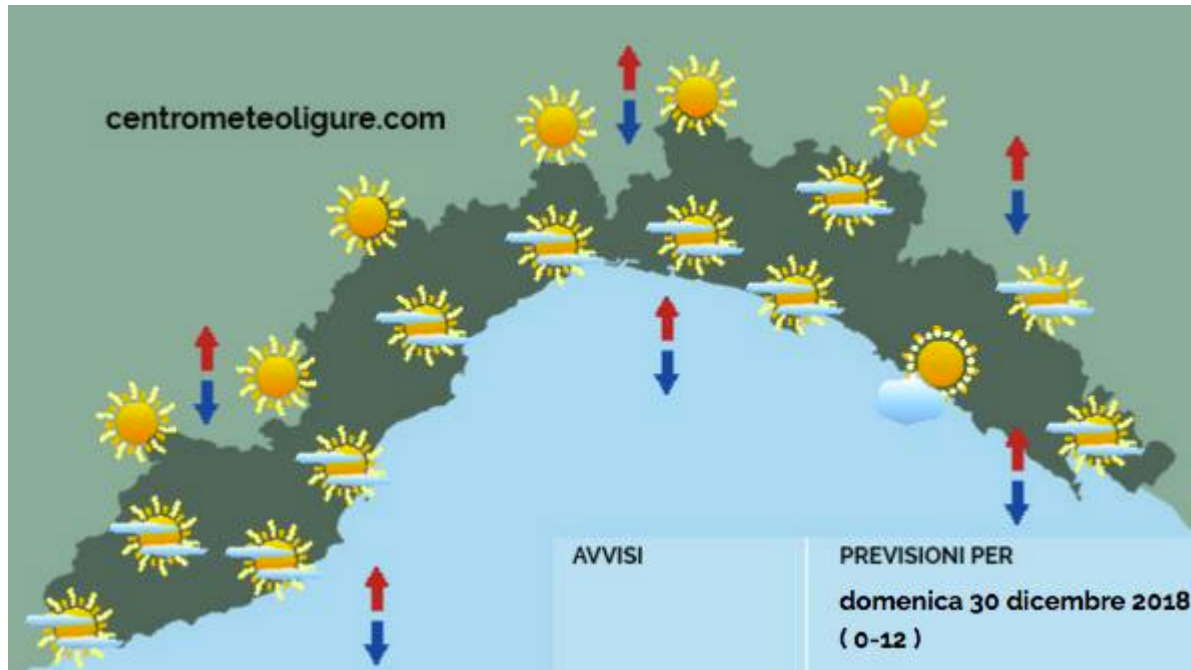 centrometeoligure.com
AVVISI
PREVISIONI PER
domenica 30 dicembre 2018
( 0-12 )